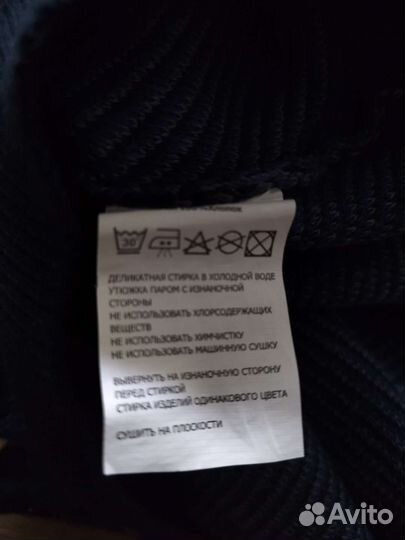 30
ДЕЛИКАТНАЯ СТИРКА В ХОЛОДНОЙ ВОДЕ
УТЮЖКА ПАРОМ С ИЗНАНОЧНОЙ
СТОРОНЫ
НЕ ИСПОЛЬЗОВАТЬ ХЛОРСОДЕРЖАЩИХ
ВЕЩЕСТВ
НЕ ИСПОЛЬЗОВАТЬ ХИМЧИСТКУ
НЕ ИСПОЛЬЗОВАТЬ МАШИННУЮ СУШКУ
ВЫВЕРНУТЬ НА ИЗНАНОЧНУЮ СТОРОНУ
ПЕРЕД СТИРКОЙ
СТИРКА ИЗДЕЛИЙ ОДИНАКОВОГО ЦВЕТА
СУШИТЬ НА ПЛОСКОСТИ
Avito